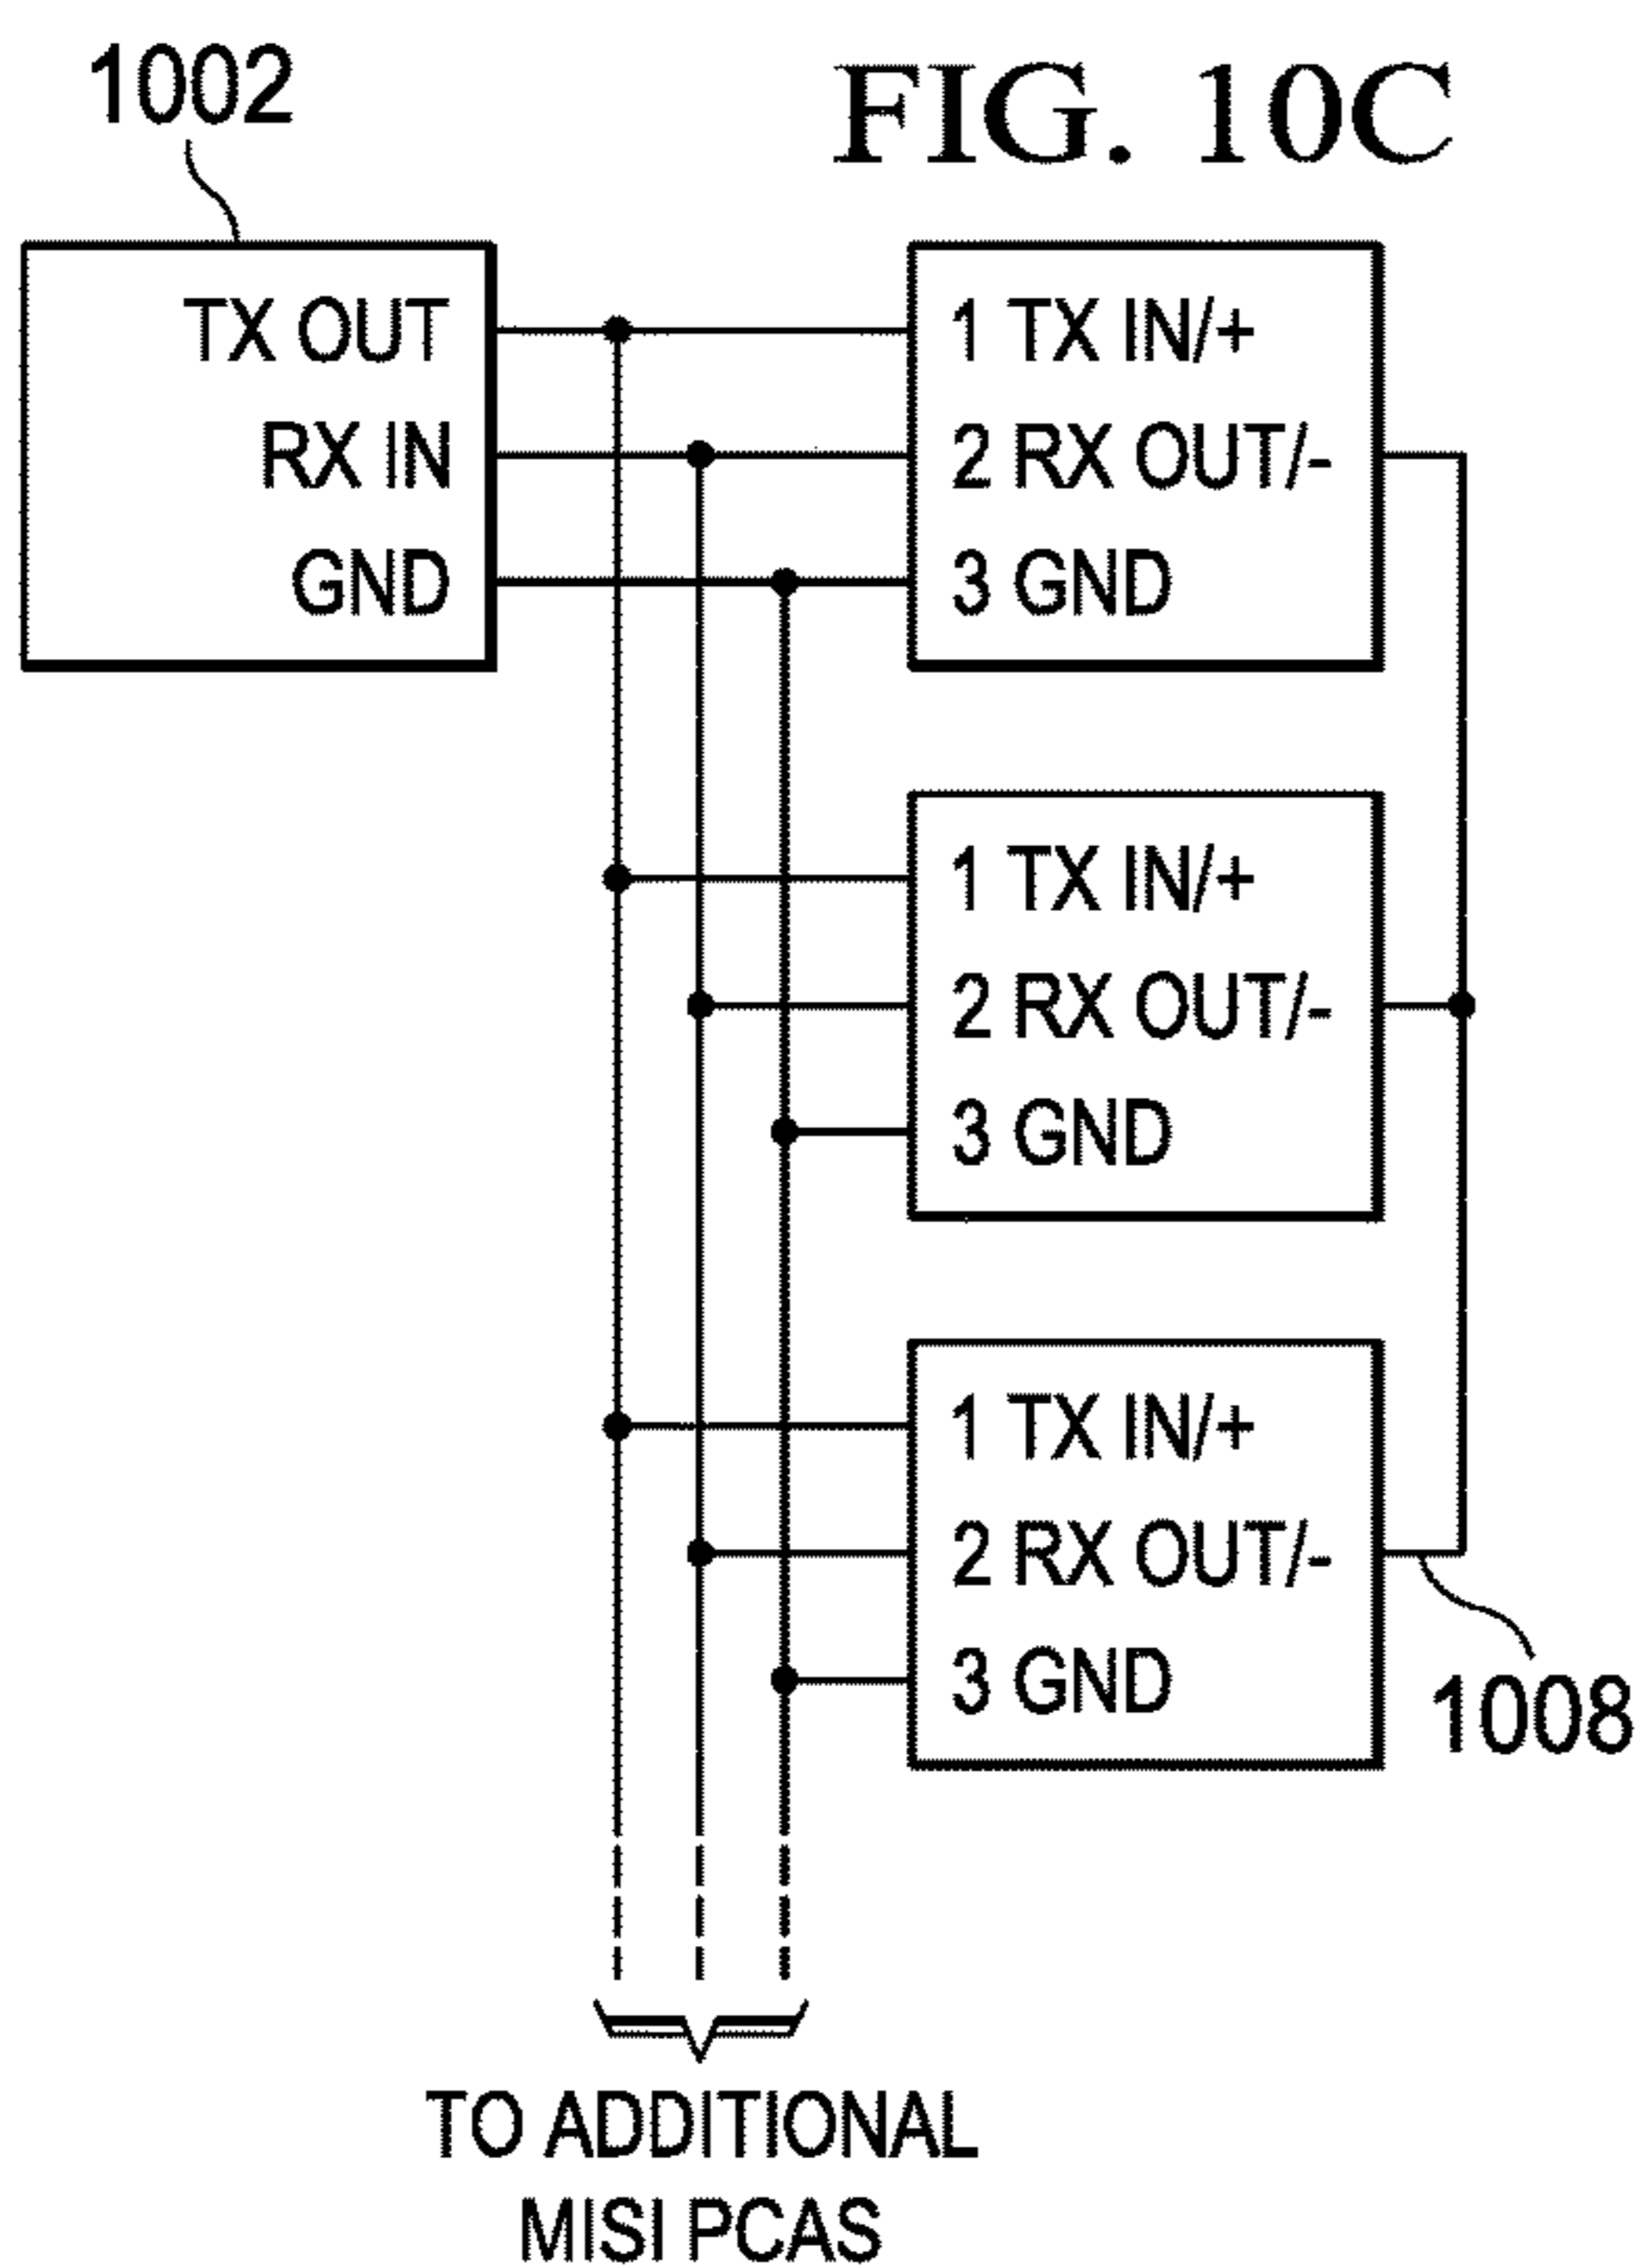 1002
FIG. 10C
TX OUT
RX IN
GND
1 TX IN/+
2 RX OUT/-
3 GND
1 TX IN/+
2 RX OUT/-
3 GND
1 TX IN/+
2 RX OUT/-
3 GND
1008
TO ADDITIONAL
MISI PCAS